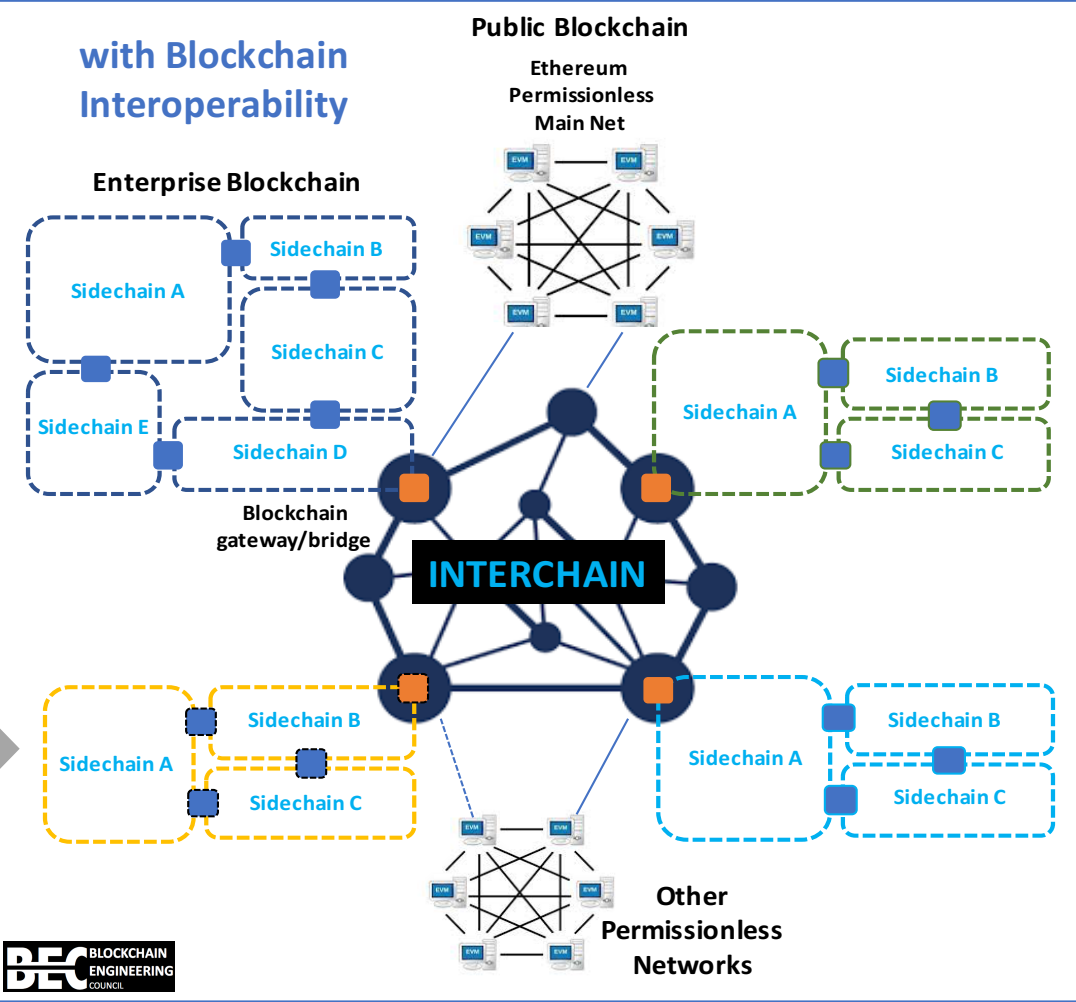 with Blockchain
Interoperability
Public Blockchain
Ethereum
Permissionless
Main Net
EVM
EVM
EVM
EVM
EVM
EVM
Enterprise Blockchain
Sidechain A
Sidechain B
Sidechain C
Sidechain E
Sidechain D
Blockchain
gateway/bridge
Sidechain A
Sidechain B
Sidechain C
INTERCHAIN
Sidechain A
Sidechain B
Sidechain C
Sidechain A
Sidechain B
Sidechain C
EVM
EVM
EVM
EVM
EVM
EVM
Other
Permissionless
Networks
BEC
BLOCKCHAIN
ENGINEERING
COUNCIL